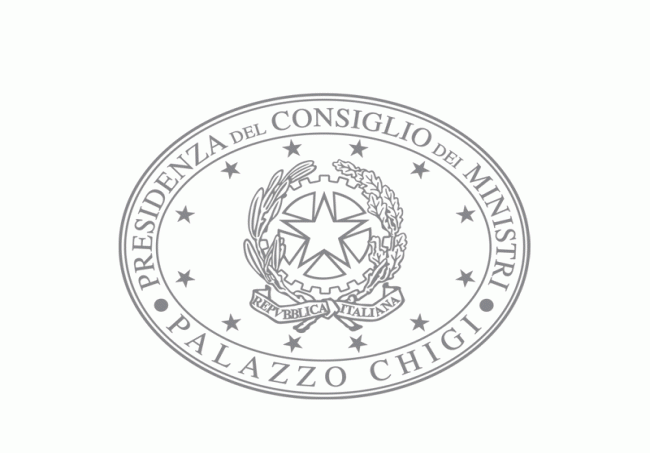 PRESIDENZA DEL CONSIGLIO DEI MINISTRI
REPVBBLICA ITALIANA
PALAZZO CHIGI